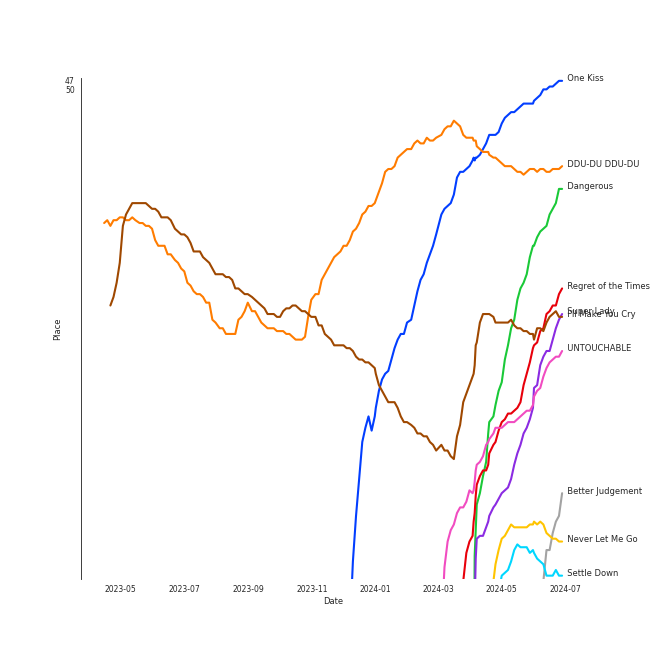 47
50
One Kiss
DDU-DU DDU-DU
Dangerous
Regret of the Times
Super Lady
I'll Make You Cry
UNTOUCHABLE
Better Judgement
Never Let Me Go
Settle Down
Place
2023-05 2023-07 2023-09 2023-11 2024-01 2024-03 2024-05 2024-07
Date